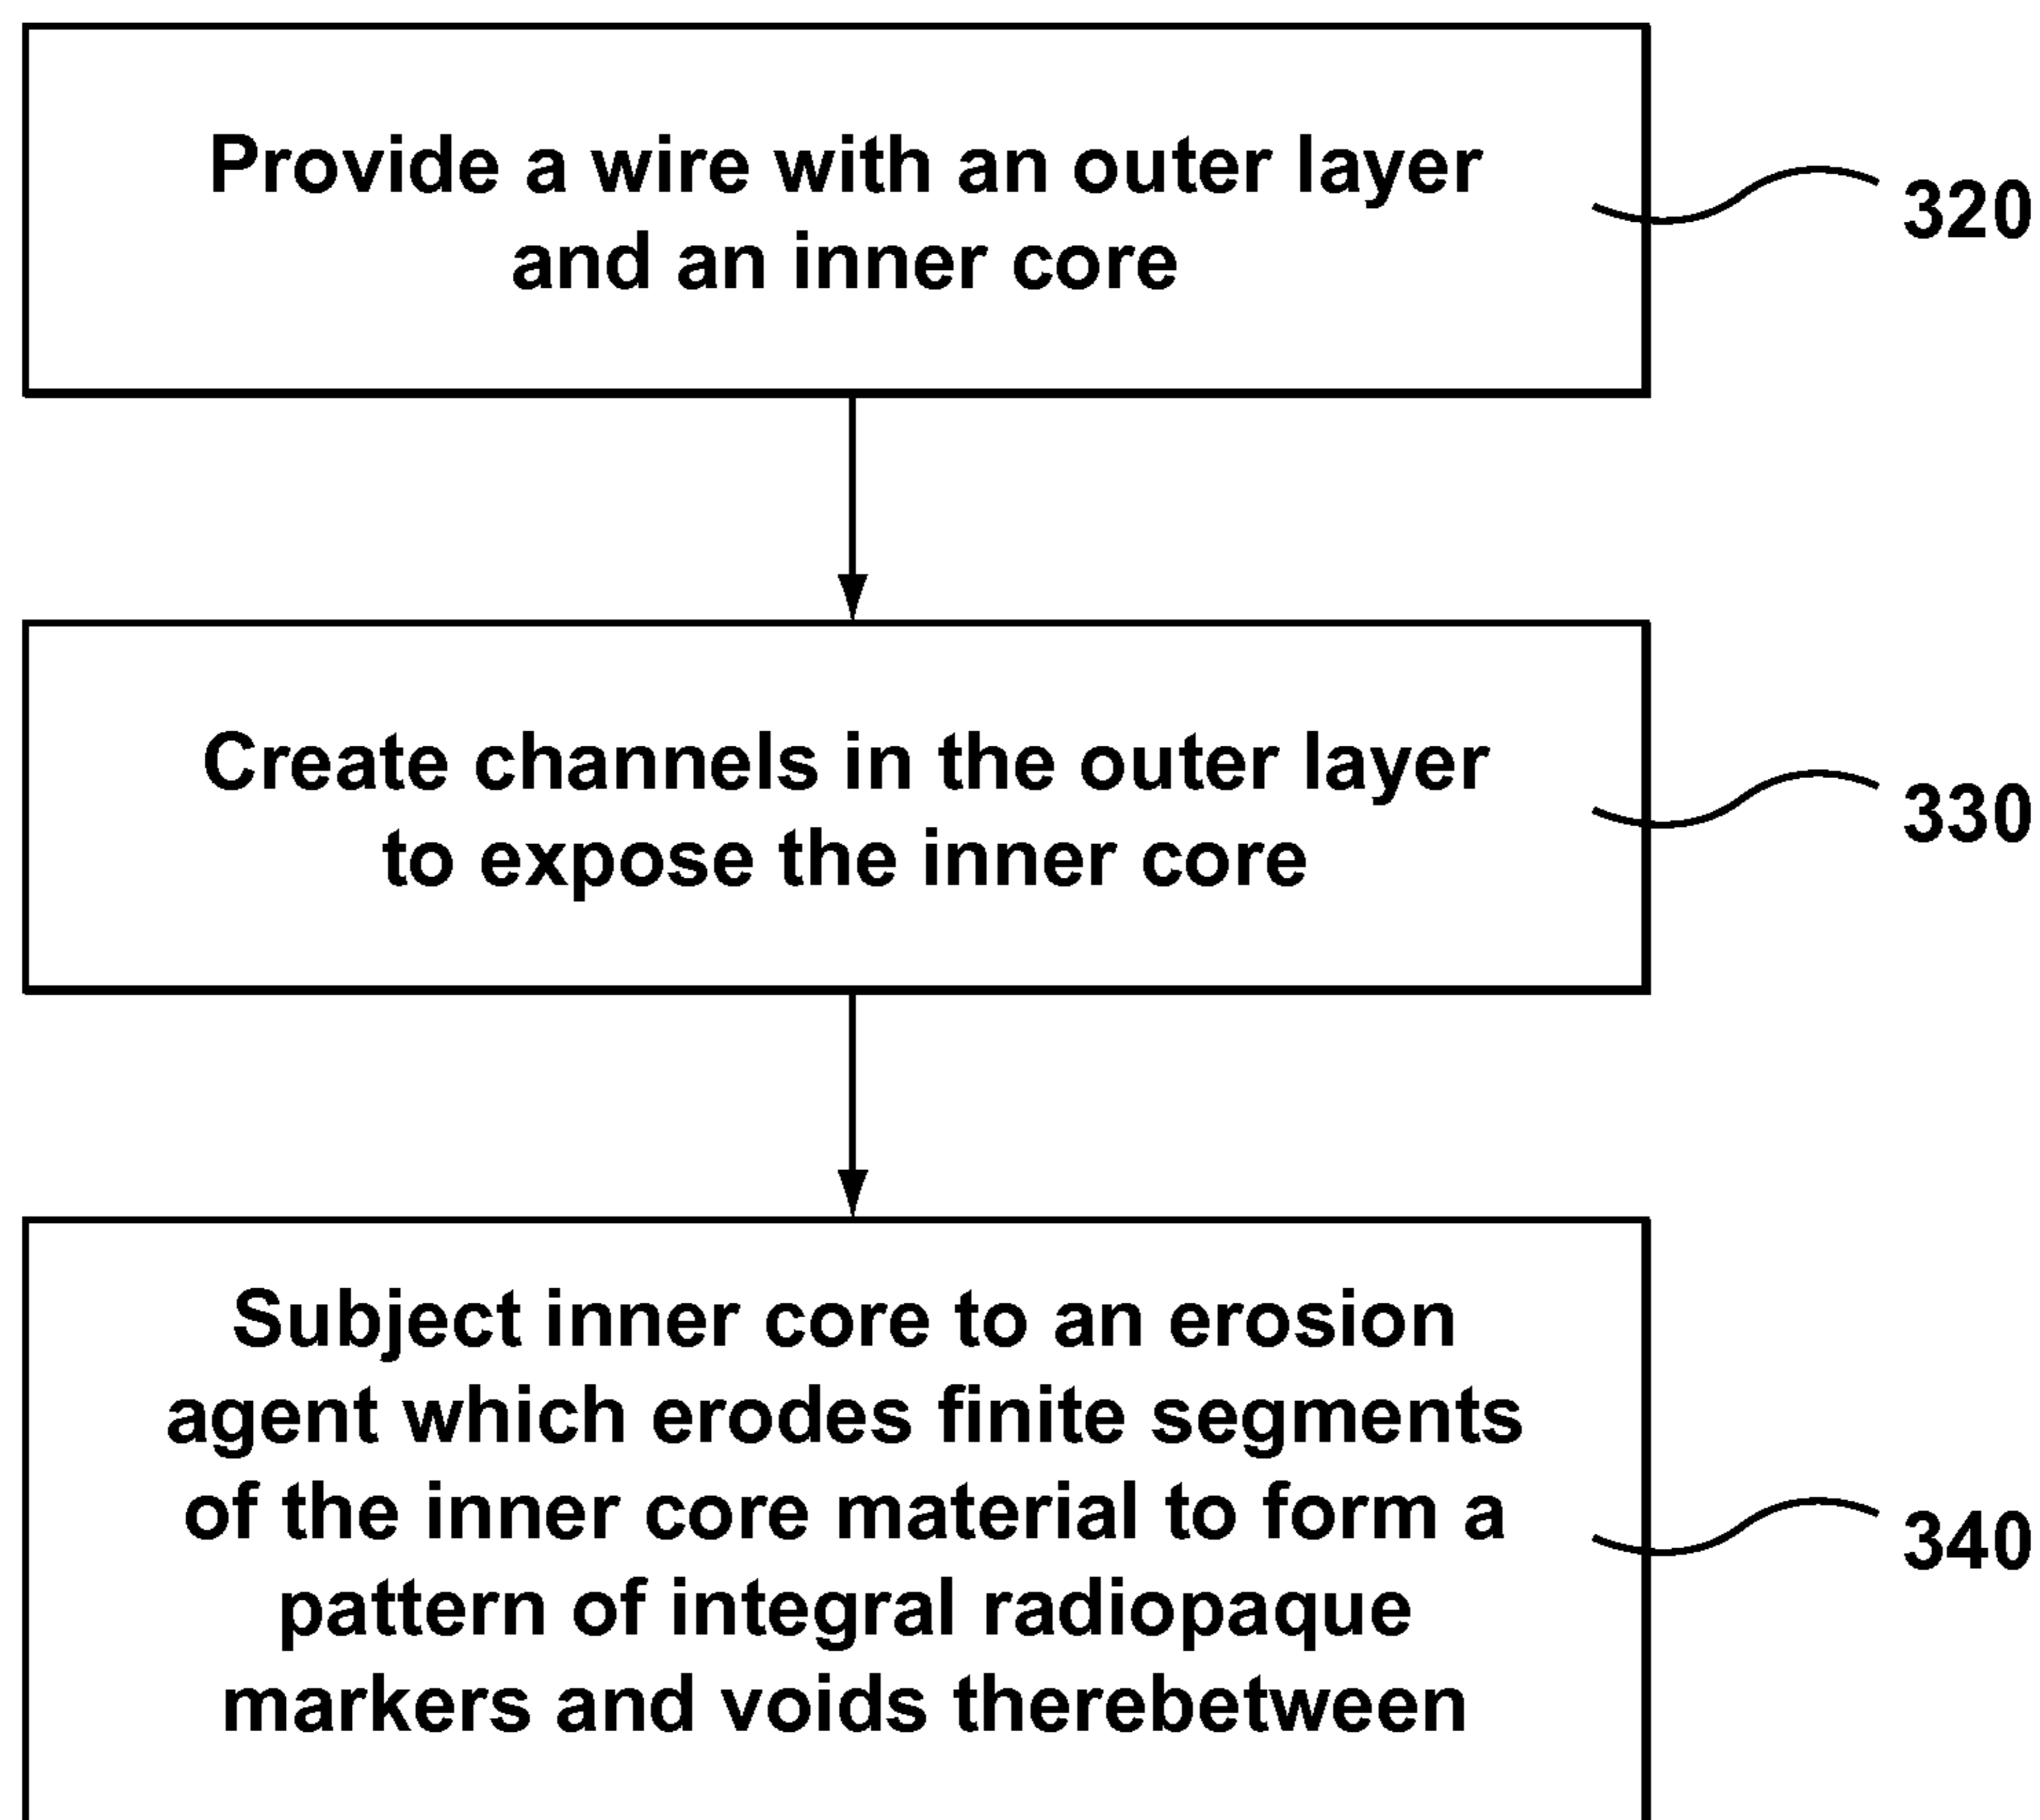 Provide a wire with an outer layer
and an inner core
320
Create channels in the outer layer
to expose the inner core
330
Subject inner core to an erosion
agent which erodes finite segments
of the inner core material to form a
pattern of integral radiopaque
markers and voids therebetween
340